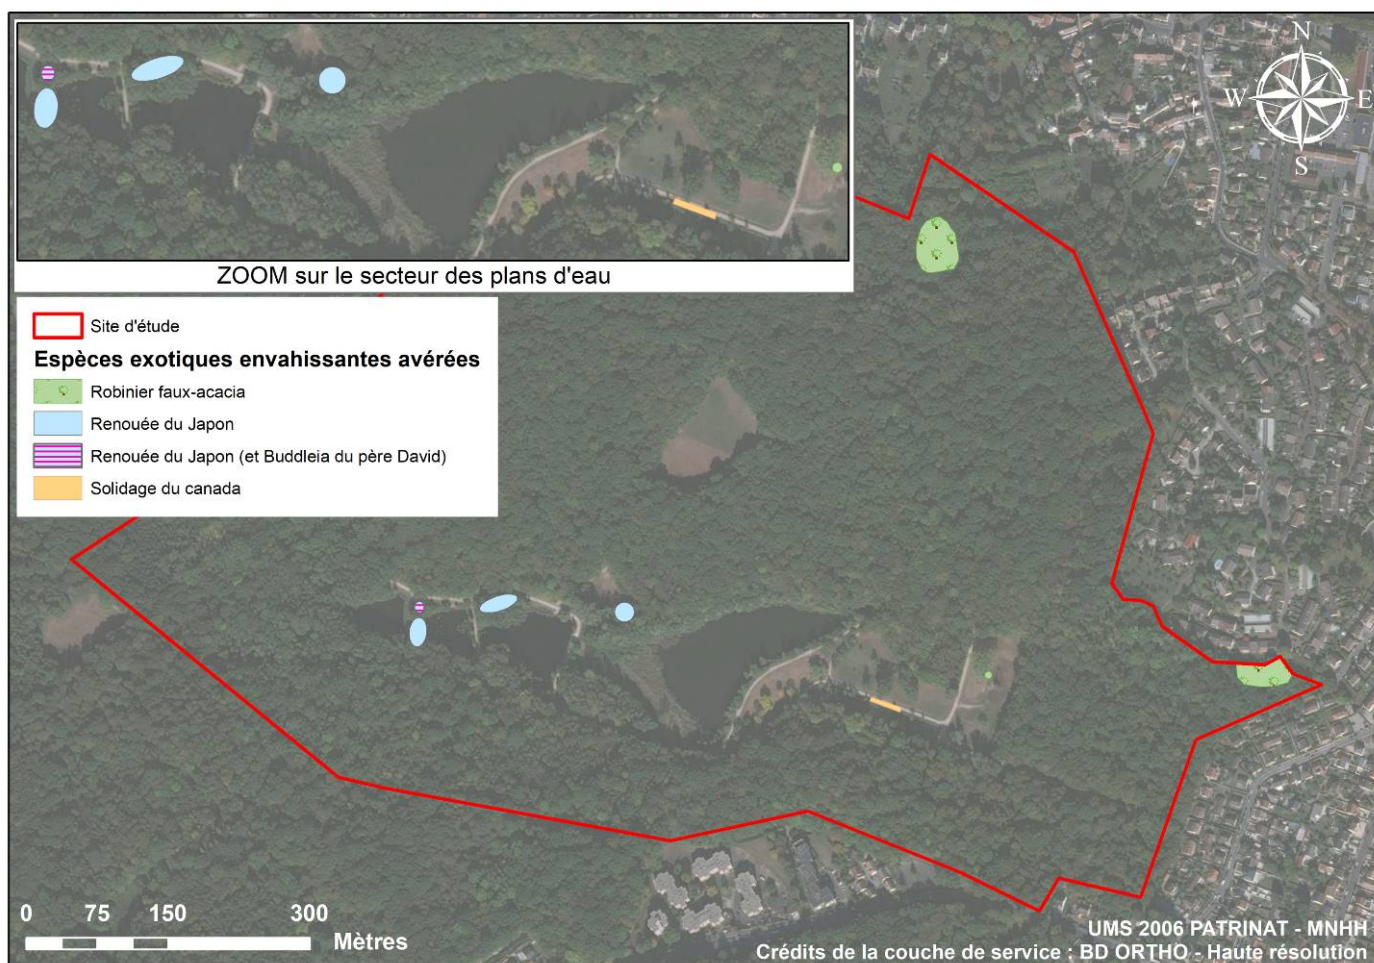 N
W E
S
ZOOM sur le secteur des plans d'eau
Site d'étude
Espèces exotiques envahissantes avérées
Robinier faux-acacia
Renouée du Japon
Renouée du Japon (et Buddleia du père David)
Solidage du canada
0 75 150 300
Mètres
UMS 2006 PATRINAT - MNHH
Crédits de la couche de service : BD ORTHO - Haute résolution